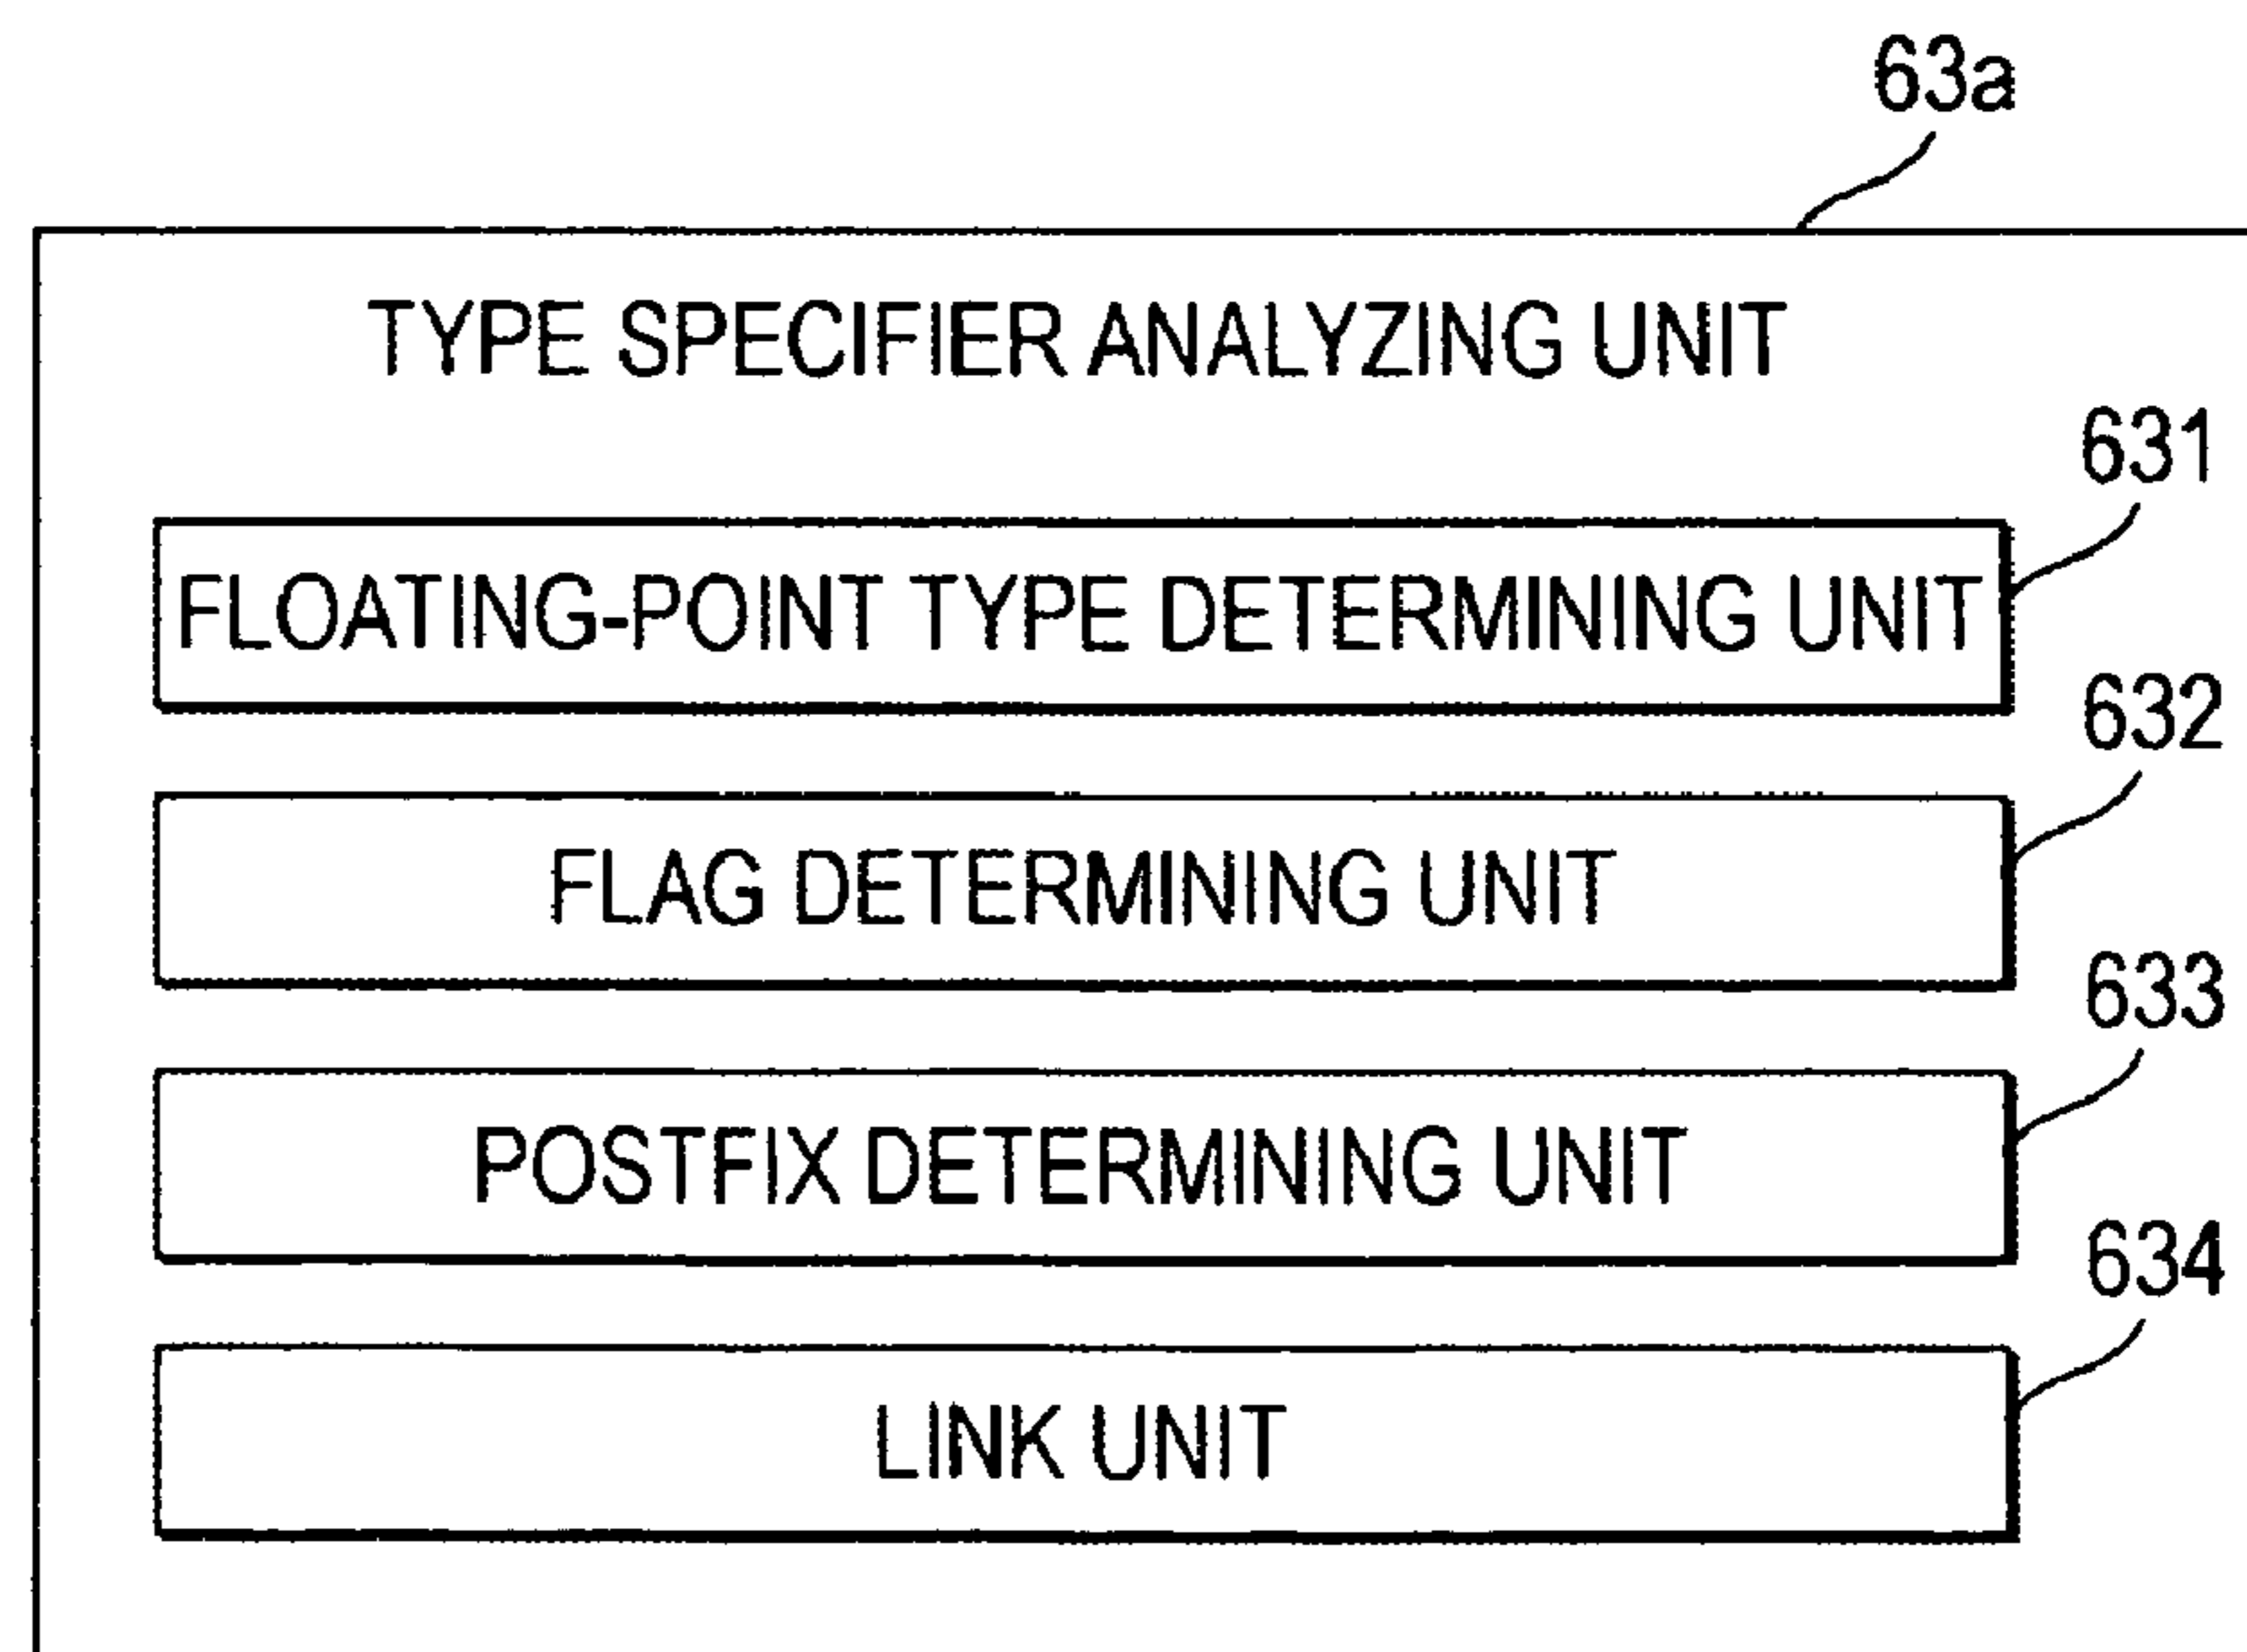 63a
TYPE SPECIFIER ANALYZING UNIT
631
FLOATING-POINT TYPE DETERMINING UNIT
632
FLAG DETERMINING UNIT
633
POSTFIX DETERMINING UNIT
634
LINK UNIT